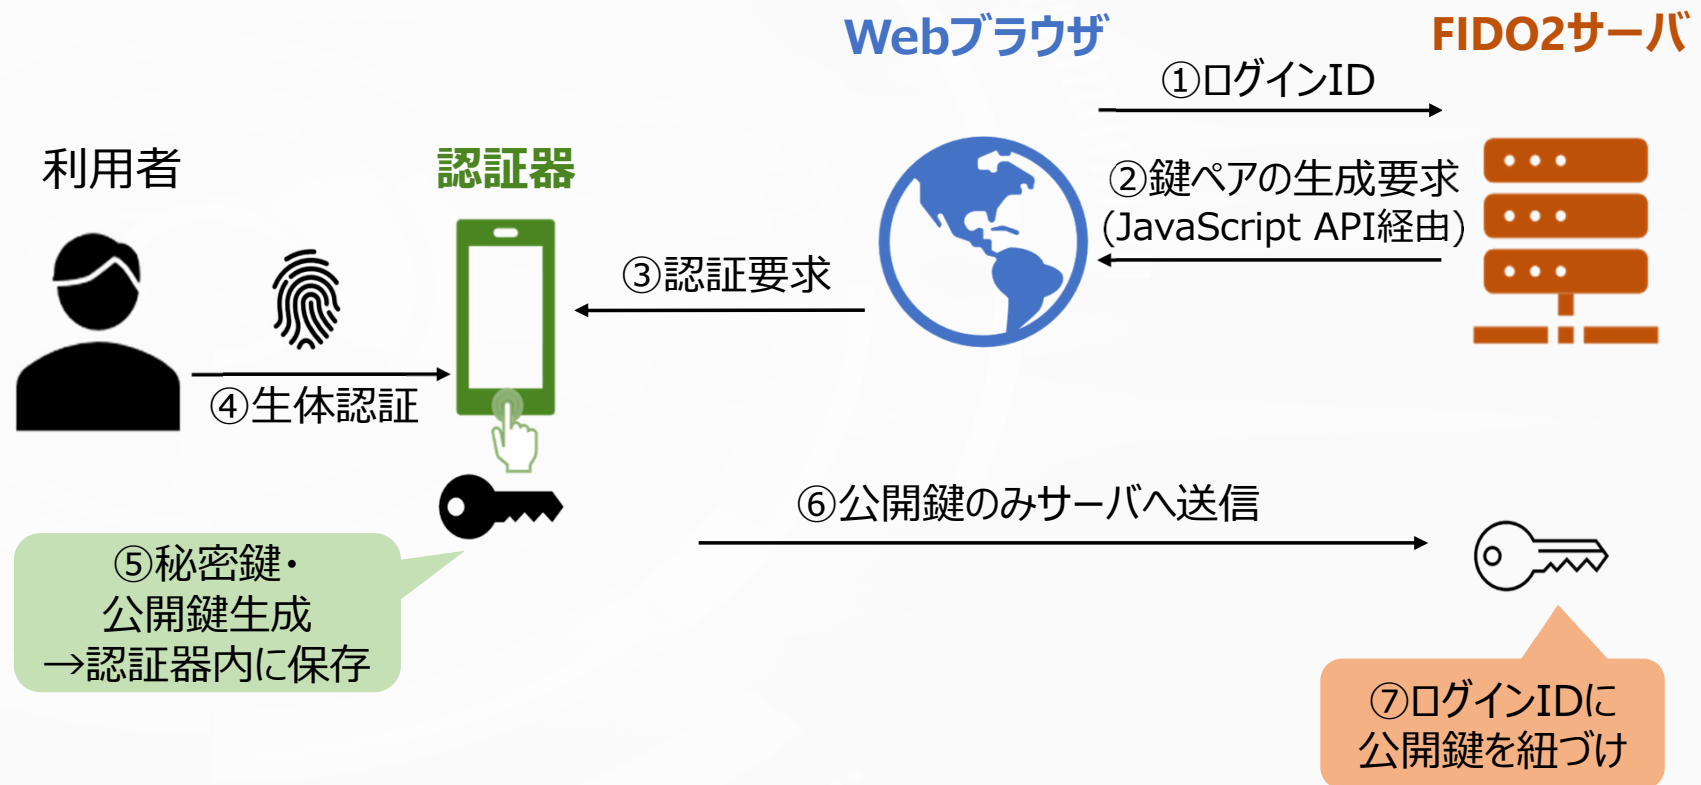 Webブラウザ
FIDO2サーバ
①ログインID
利用者
認証器
②鍵ペアの生成要求
(JavaScript API経由)
③認証要求
④生体認証
⑥公開鍵のみサーバへ送信
⑤秘密鍵・
公開鍵生成
→認証器内に保存
⑦ログインIDに
公開鍵を紐づけ